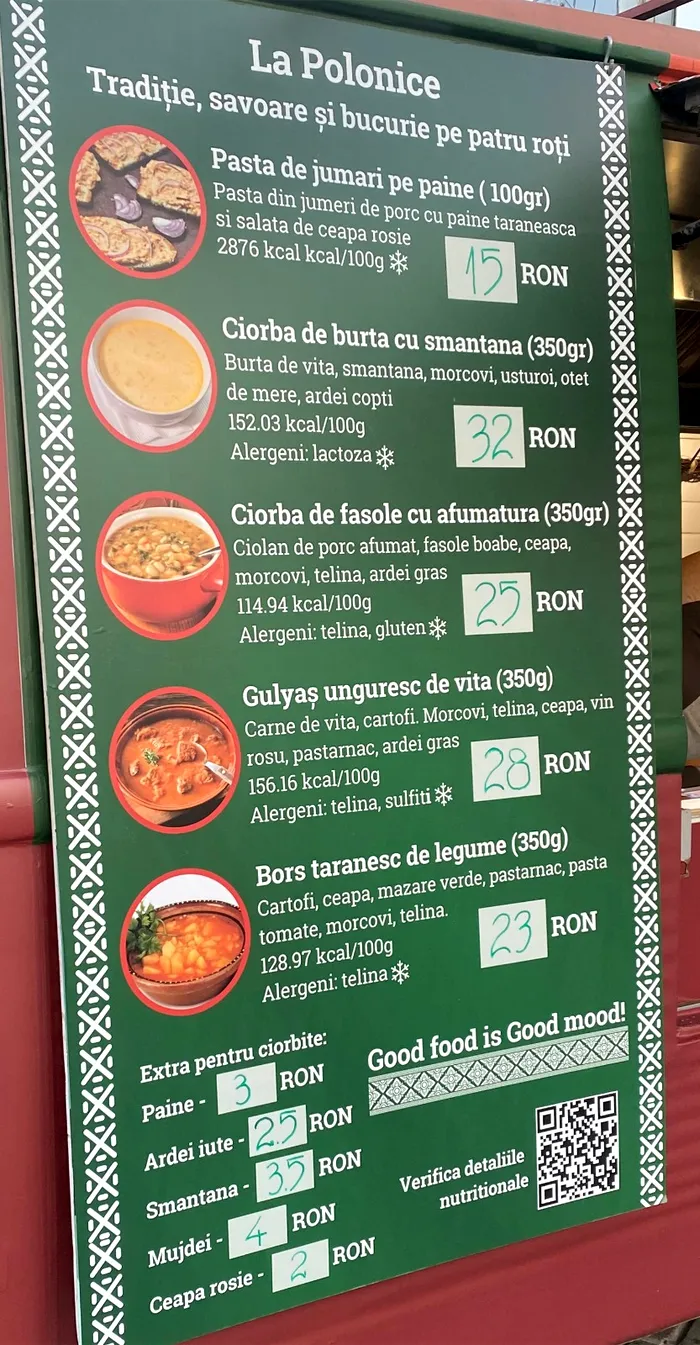 La Polonice
Tradiție, savoare și bucurie pe patru roți
Pasta de jumari pe paine ( 100gr)
Pasta din jumeri de porc cu paine taraneasca
si salata de ceapa rosie
2876 kcal kcal/100g
15 RON
Ciorba de burta cu smantana (350gr)
Burta de vita, smantana, morcovi, usturoi, otet
de mere, ardei copti
152.03 kcal/100g
32 RON
Alergeni: lactoza
Ciorba de fasole cu afumatura (350gr)
Ciolan de porc afumat, fasole boabe, ceapa,
morcovi, telina, ardei gras
114.94 kcal/100g
25 RON
Alergeni: telina, gluten
Gulyaș unguresc de vita (350g)
Carne de vita, cartofi. Morcovi, telina, ceapa, vin
rosu, pastarnac, ardei gras
156.16 kcal/100g
28 RON
Alergeni: telina, sulfiti
Bors taranesc de legume (350g)
Cartofi, ceapa, mazare verde, pastarnac, pasta
tomate, morcovi, telina.
128.97 kcal/100g
23 RON
Alergeni: telina
Extra pentru ciorbite:
Paine - 3 RON
Ardei iute - 2.5 RON
Smantana - 3.5 RON
Mujdei - 4 RON
Ceapa rosie - 2 RON
Good food is Good mood!
Verifica detaliile
nutritionale